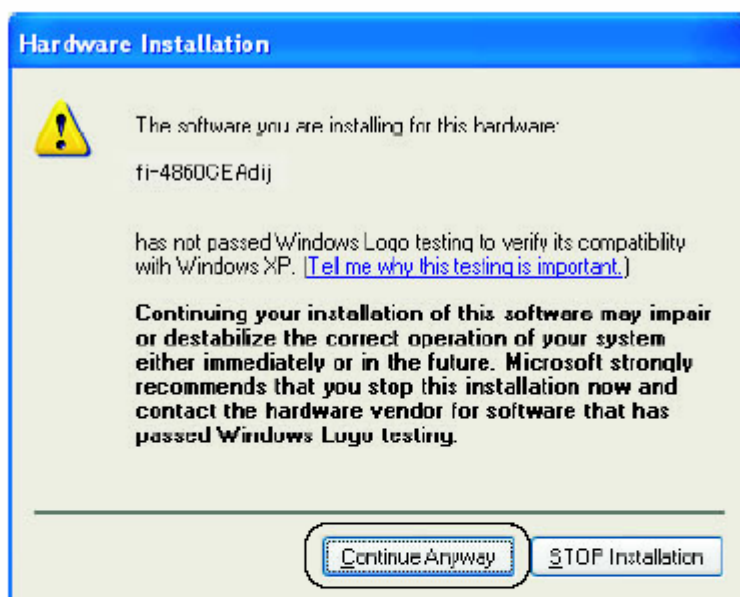 Hardware Installation
The software you are installing for this hardware:
fi-4860CEAdij
has not passed Windows Logo testing to verify its compatibility
with Windows XP. (Tell me why this testing is important.)
Continuing your installation of this software may impair
or destabilize the correct operation of your system
either immediately or in the future. Microsoft strongly
recommends that you stop this installation now and
contact the hardware vendor for software that has
passed Windows Logo testing.
Continue Anyway STOP Installation